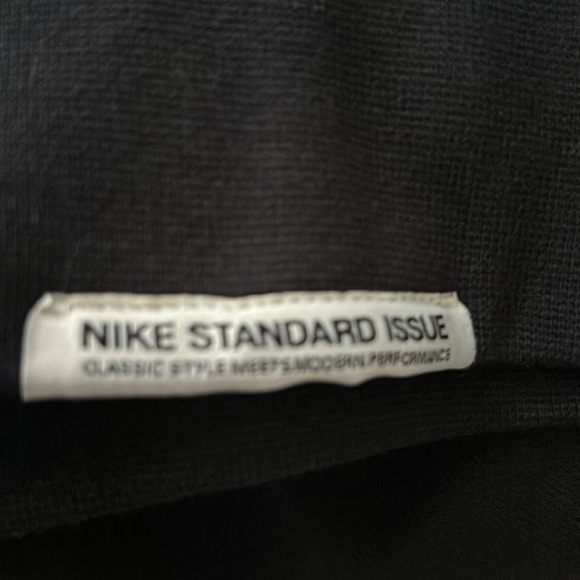 NIKE STANDARD ISSUE
CLASSIC STYLE MEETS MODERN PERFORMANCE